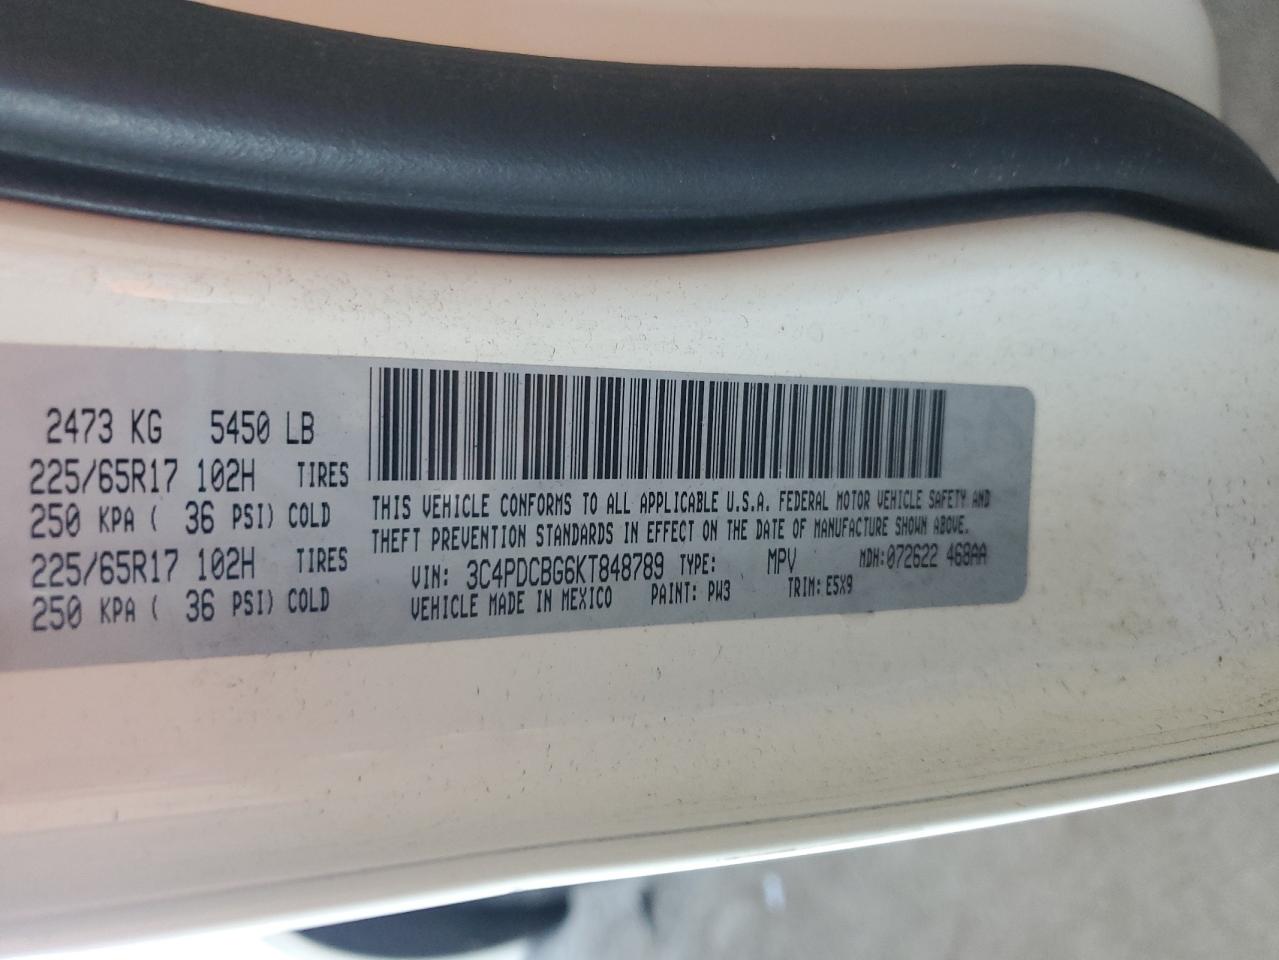 2473 KG 5450 LB
225/65R17 102H TIRES
250 KPA ( 36 PSI) COLD
225/65R17 102H TIRES
250 KPA ( 36 PSI) COLD
THIS VEHICLE CONFORMS TO ALL APPLICABLE U.S.A. FEDERAL MOTOR VEHICLE SAFETY AND
THEFT PREVENTION STANDARDS IN EFFECT ON THE DATE OF MANUFACTURE SHOWN ABOVE.
VIN: 3C4PDCBG6KT848789 TYPE: MPV MDH:072622 468AA
VEHICLE MADE IN MEXICO PAINT: PW3 TRIM: E5X9